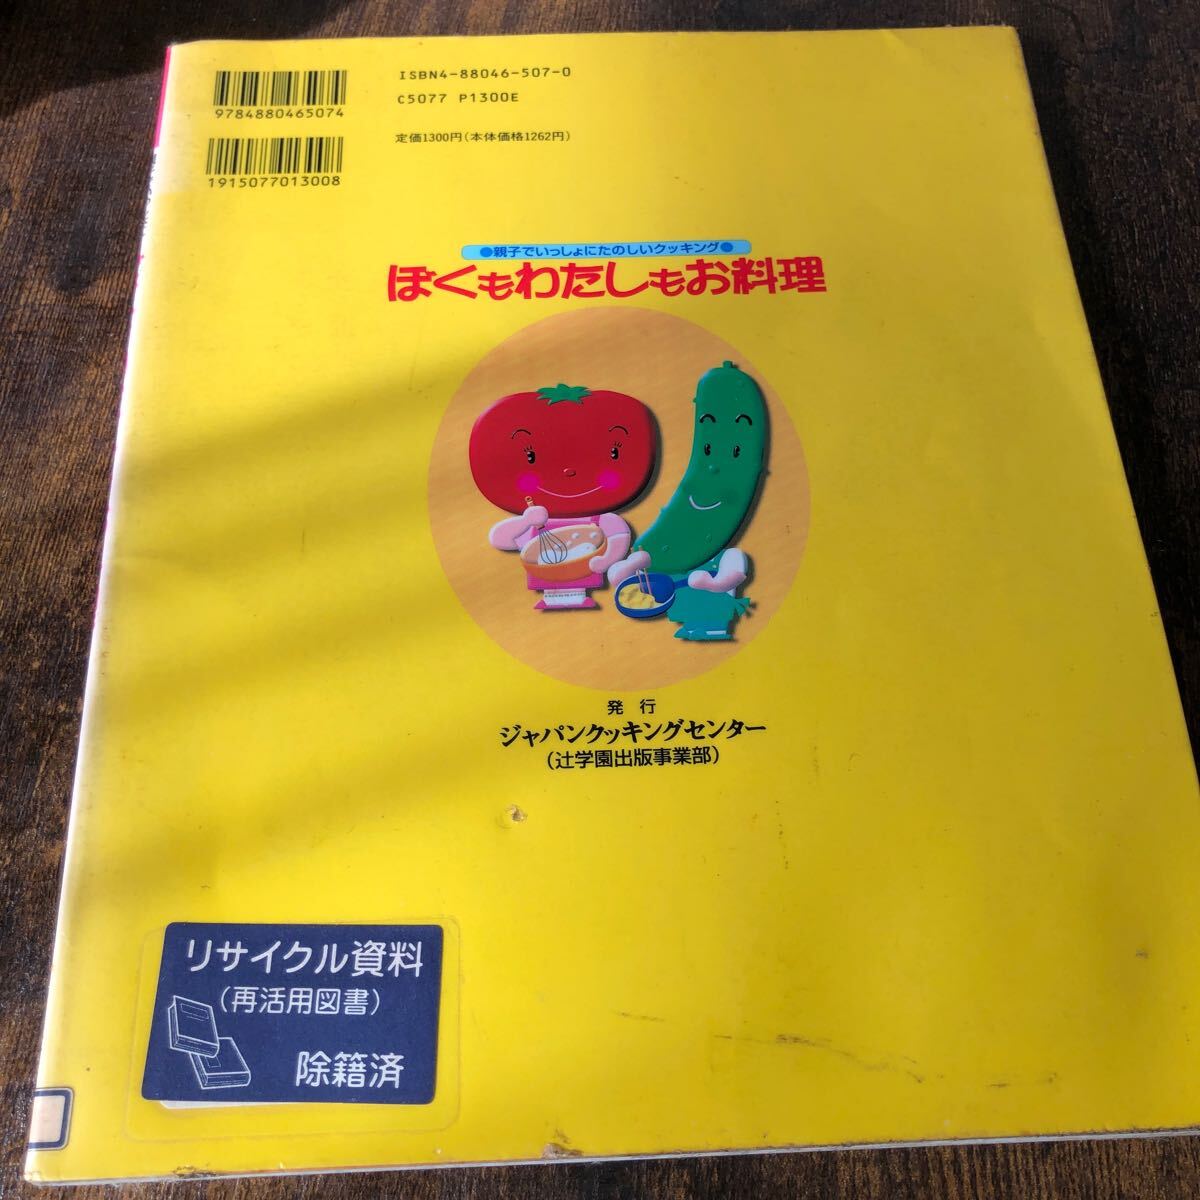 ISBN4-88046-507-0
C5077 P1300E
9784880465074
定価1300円(本体価格1262円)
1915077013008
●親子でいっしょにたのしいクッキング●
ぼくもわたしもお料理
発行
ジャパンクッキングセンター
(辻学園出版事業部)
リサイクル資料
(再活用図書)
除籍済